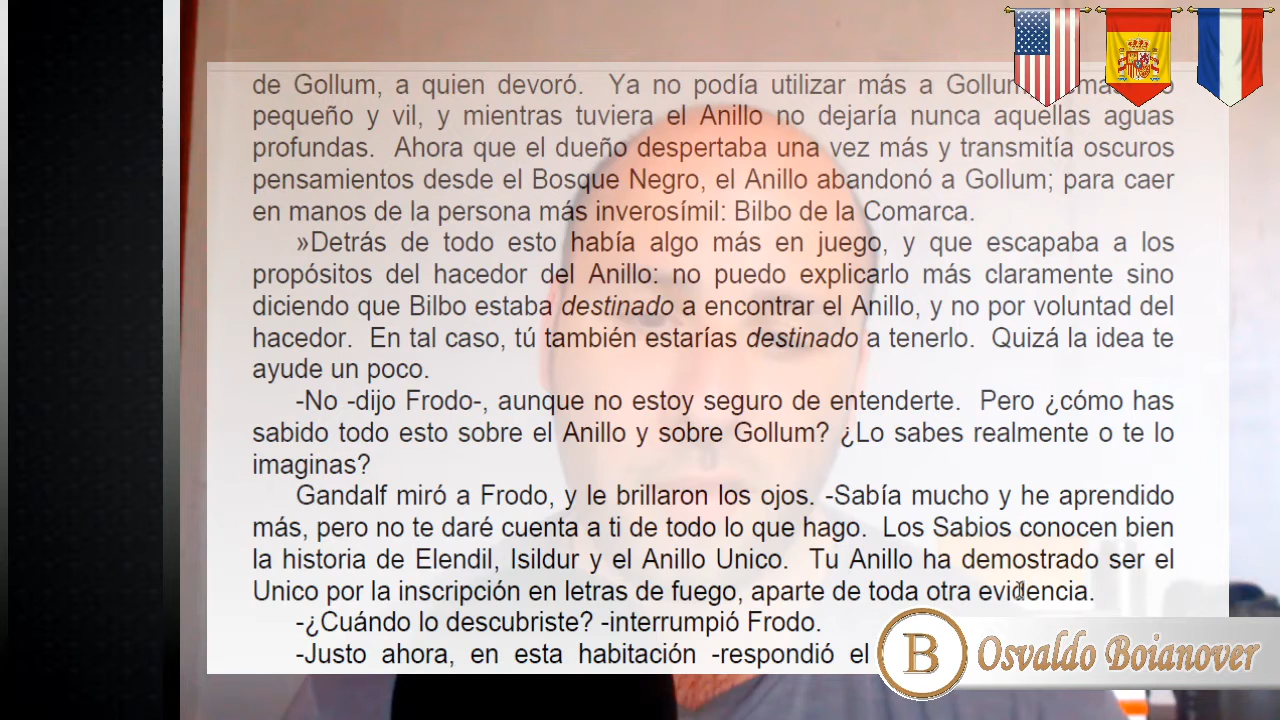 de Gollum, a quien devoró. Ya no podía utilizar más a Gollum
pequeño y vil, y mientras tuviera el Anillo no dejaría nunca aquellas aguas
profundas. Ahora que el dueño despertaba una vez más y transmitía oscuros
pensamientos desde el Bosque Negro, el Anillo abandonó a Gollum; para caer
en manos de la persona más inverosímil: Bilbo de la Comarca.
»Detrás de todo esto había algo más en juego, y que escapaba a los
propósitos del hacedor del Anillo: no puedo explicarlo más claramente sino
diciendo que Bilbo estaba destinado a encontrar el Anillo, y no por voluntad del
hacedor. En tal caso, tú también estarías destinado a tenerlo. Quizá la idea te
ayude un poco.
-No -dijo Frodo-, aunque no estoy seguro de entenderte. Pero ¿cómo has
sabido todo esto sobre el Anillo y sobre Gollum? ¿Lo sabes realmente o te lo
imaginas?
Gandalf miró a Frodo, y le brillaron los ojos. -Sabía mucho y he aprendido
más, pero no te daré cuenta a ti de todo lo que hago. Los Sabios conocen bien
la historia de Elendil, Isildur y el Anillo Unico. Tu Anillo ha demostrado ser el
Unico por la inscripción en letras de fuego, aparte de toda otra evidencia.
-¿Cuándo lo descubriste? -interrumpió Frodo.
-Justo ahora, en esta habitación -respondió el
B Osvaldo Boianover